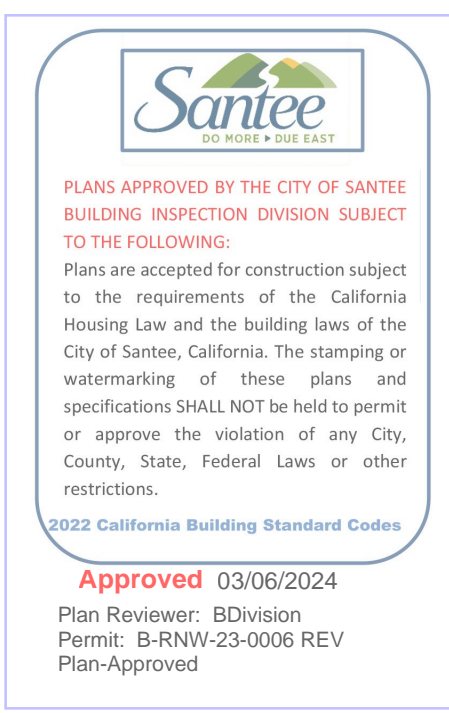 Santee
DO MORE ▶ DUE EAST
PLANS APPROVED BY THE CITY OF SANTEE
BUILDING INSPECTION DIVISION SUBJECT
TO THE FOLLOWING:
Plans are accepted for construction subject
to the requirements of the California
Housing Law and the building laws of the
City of Santee, California. The stamping or
watermarking of these plans and
specifications SHALL NOT be held to permit
or approve the violation of any City,
County, State, Federal Laws or other
restrictions.
2022 California Building Standard Codes
Approved 03/06/2024
Plan Reviewer: BDivision
Permit: B-RNW-23-0006 REV
Plan-Approved